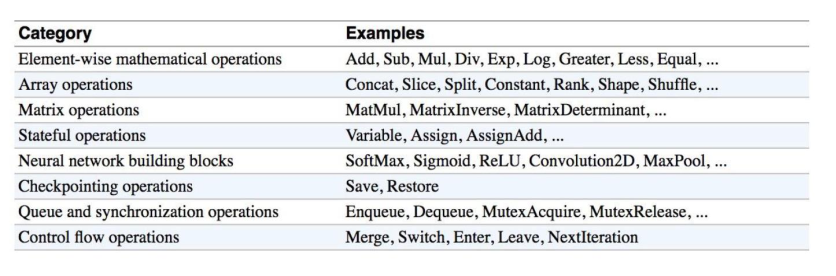 Category Examples
Element-wise mathematical operations Add, Sub, Mul, Div, Exp, Log, Greater, Less, Equal, ...
Array operations Concat, Slice, Split, Constant, Rank, Shape, Shuffle, ...
Matrix operations MatMul, MatrixInverse, MatrixDeterminant, ...
Stateful operations Variable, Assign, AssignAdd, ...
Neural network building blocks SoftMax, Sigmoid, ReLU, Convolution2D, MaxPool, ...
Checkpointing operations Save, Restore
Queue and synchronization operations Enqueue, Dequeue, MutexAcquire, MutexRelease, ...
Control flow operations Merge, Switch, Enter, Leave, NextIteration